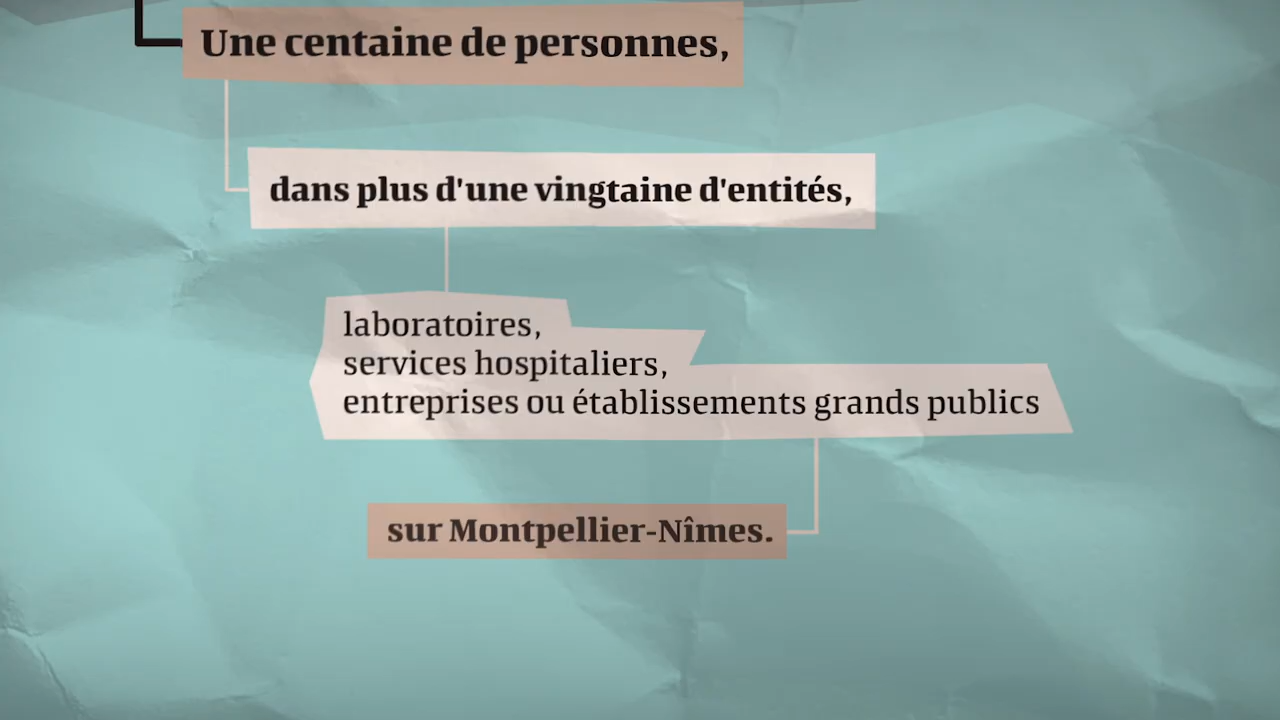 Une centaine de personnes,
dans plus d'une vingtaine d'entités,
laboratoires,
services hospitaliers,
entreprises ou établissements grands publics
sur Montpellier-Nîmes.